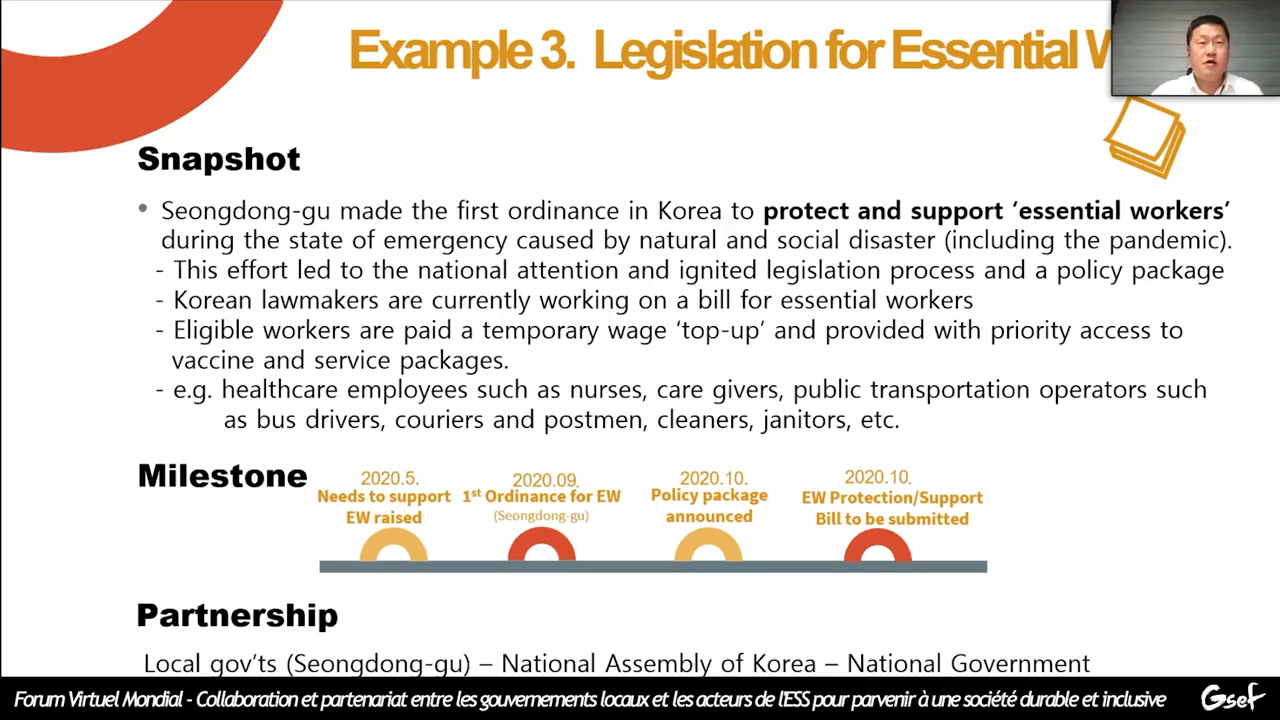 Example 3. Legislation for Essential
Snapshot
• Seongdong-gu made the first ordinance in Korea to protect and support ‘essential workers’
during the state of emergency caused by natural and social disaster (including the pandemic).
- This effort led to the national attention and ignited legislation process and a policy package
- Korean lawmakers are currently working on a bill for essential workers
- Eligible workers are paid a temporary wage ‘top-up’ and provided with priority access to
vaccine and service packages.
- e.g. healthcare employees such as nurses, care givers, public transportation operators such
as bus drivers, couriers and postmen, cleaners, janitors, etc.
Milestone
2020.5.
Needs to support
EW raised
2020.09.
1st Ordinance for EW
(Seongdong-gu)
2020.10.
Policy package
announced
2020.10.
EW Protection/Support
Bill to be submitted
Partnership
Local gov’ts (Seongdong-gu) – National Assembly of Korea – National Government
Forum Virtuel Mondial - Collaboration et partenariat entre les gouvernements locaux et les acteurs de l'ESS pour parvenir à une société durable et inclusive
Gsef